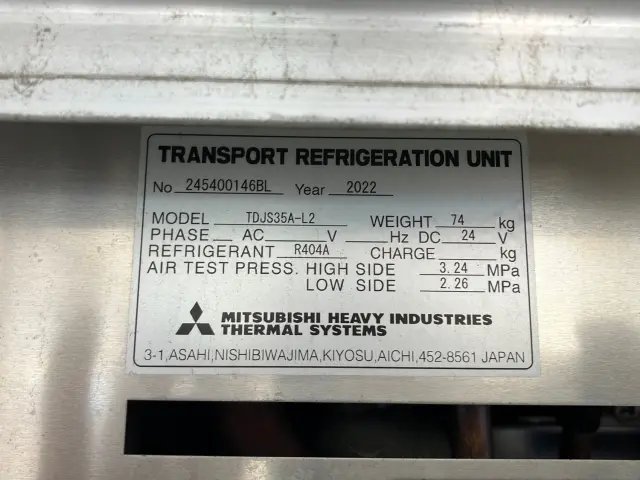 TRANSPORT REFRIGERATION UNIT
No 245400146BL Year 2022
MODEL TDJS35A-L2 WEIGHT 74 kg
PHASE AC V Hz DC 24 V
REFRIGERANT R404A CHARGE kg
AIR TEST PRESS. HIGH SIDE 3.24 MPa
LOW SIDE 2.26 MPa
MITSUBISHI HEAVY INDUSTRIES
THERMAL SYSTEMS
3-1,ASAHI,NISHIBIWAJIMA,KIYOSU,AICHI,452-8561 JAPAN